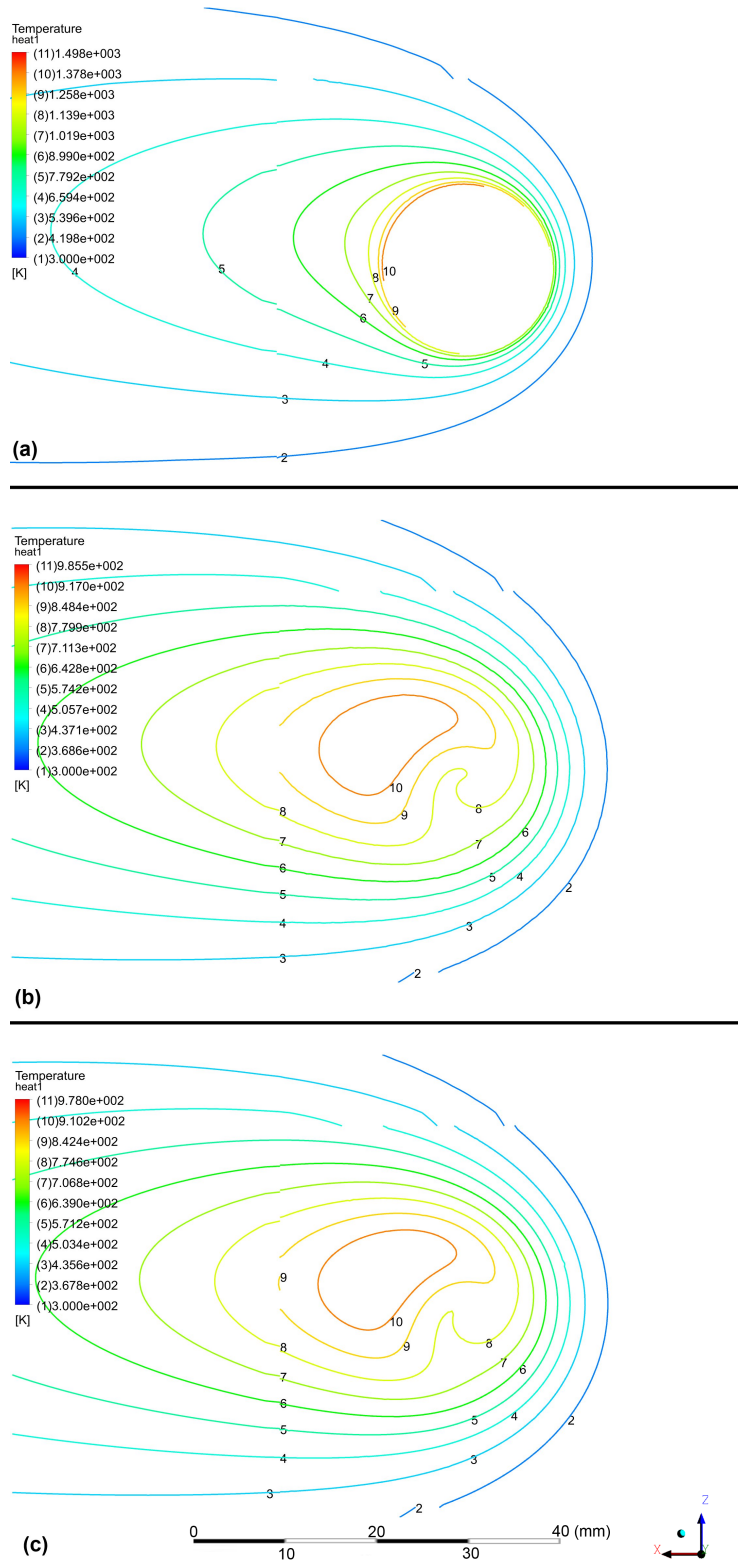 Temperature
heat1
(11)1.498e+003
(10)1.378e+003
(9)1.258e+003
(8)1.139e+003
(7)1.019e+003
(6)8.990e+002
(5)7.792e+002
(4)6.594e+002
(3)5.396e+002
(2)4.198e+002
(1)3.000e+002
[K]
4
5
8 10
7
9
6
4
5
3
2
(a)
Temperature
heat1
(11)9.855e+002
(10)9.170e+002
(9)8.484e+002
(8)7.799e+002
(7)7.113e+002
(6)6.428e+002
(5)5.742e+002
(4)5.057e+002
(3)4.371e+002
(2)3.686e+002
(1)3.000e+002
[K]
10
8 9 8
6
7 7
6
5 4
5 2
4 3
3
2
(b)
Temperature
heat1
(11)9.780e+002
(10)9.102e+002
(9)8.424e+002
(8)7.746e+002
(7)7.068e+002
(6)6.390e+002
(5)5.712e+002
(4)5.034e+002
(3)4.356e+002
(2)3.678e+002
(1)3.000e+002
[K]
9
10
8 9 8
7 6
7
6
5 5 4 2
4 3
3
2
(c)
0 20 40 (mm)
10 30
Z
X Y